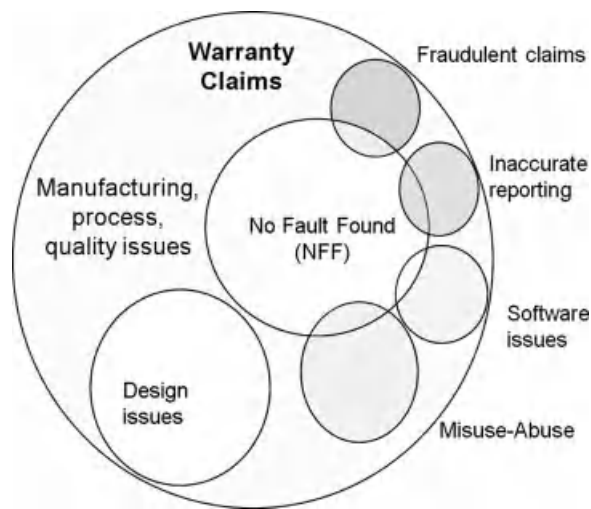 Warranty
Claims
Fraudulent claims
Inaccurate
reporting
Manufacturing,
process,
quality issues
No Fault Found
(NFF)
Software
issues
Design
issues
Misuse-Abuse